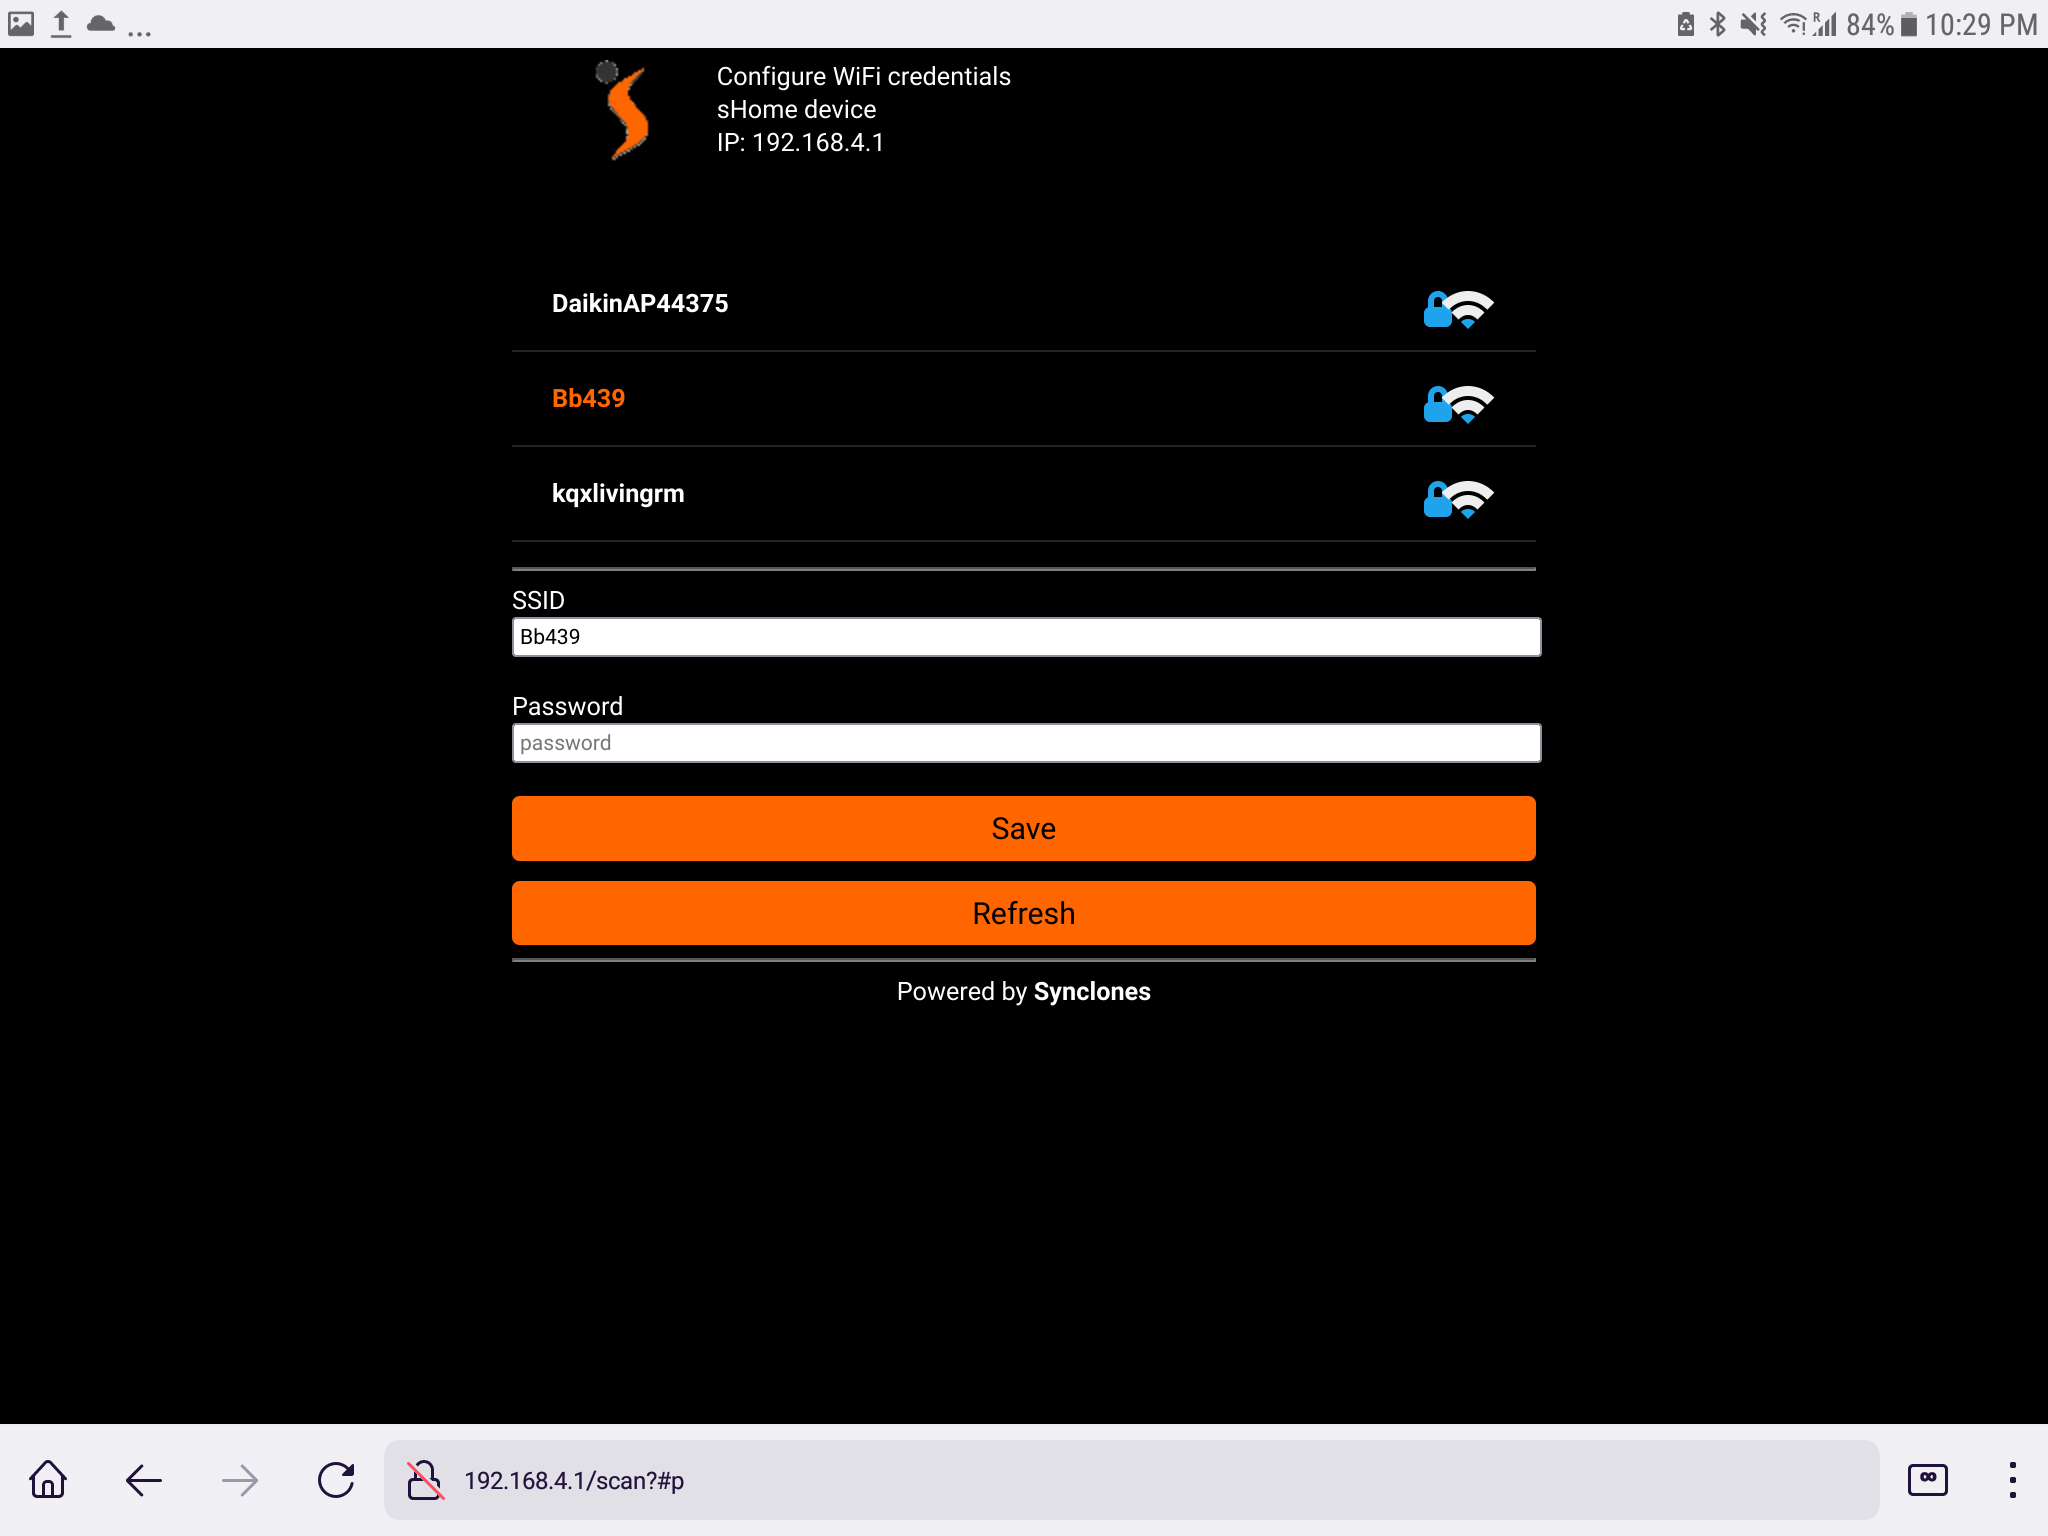 ... R 84% 10:29 PM
Configure WiFi credentials
sHome device
IP: 192.168.4.1
DaikinAP44375
Bb439
kqxlivingrm
SSID
Bb439
Password
password
Save
Refresh
Powered by Synclones
192.168.4.1/scan?#p
∞